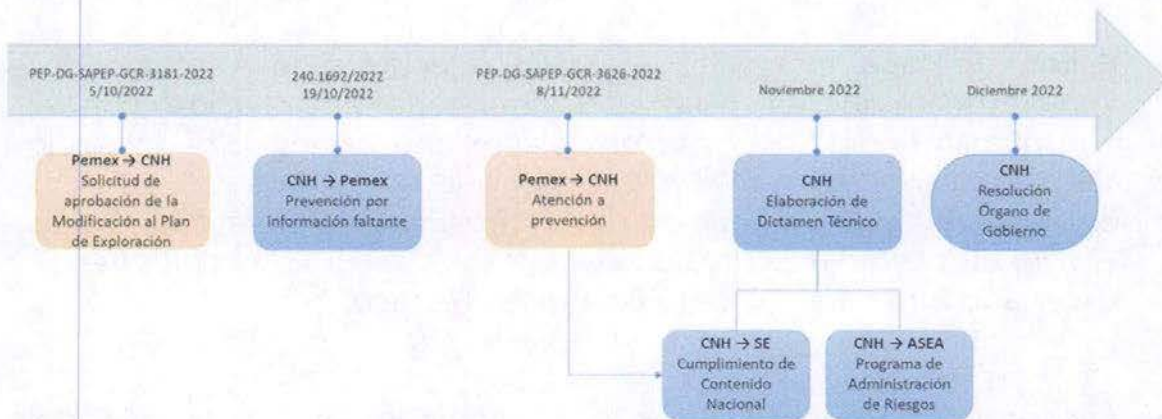 PEP-DG-SAPEP-GCR-3181-2022
5/10/2022
240.1692/2022
19/10/2022
PEP-DG-SAPEP-GCR-3626-2022
8/11/2022
Noviembre 2022
Diciembre 2022
Pemex → CNH
Solicitud de
aprobación de la
Modificación al Plan
de Exploración
CNH → Pemex
Prevención por
información faltante
Pemex → CNH
Atención a
prevención
CNH
Elaboración de
Dictamen Técnico
CNH
Resolución
Organo de
Gobierno
CNH → SE
Cumplimiento de
Contenido
Nacional
CNH → ASEA
Programa de
Administración
de Riesgos